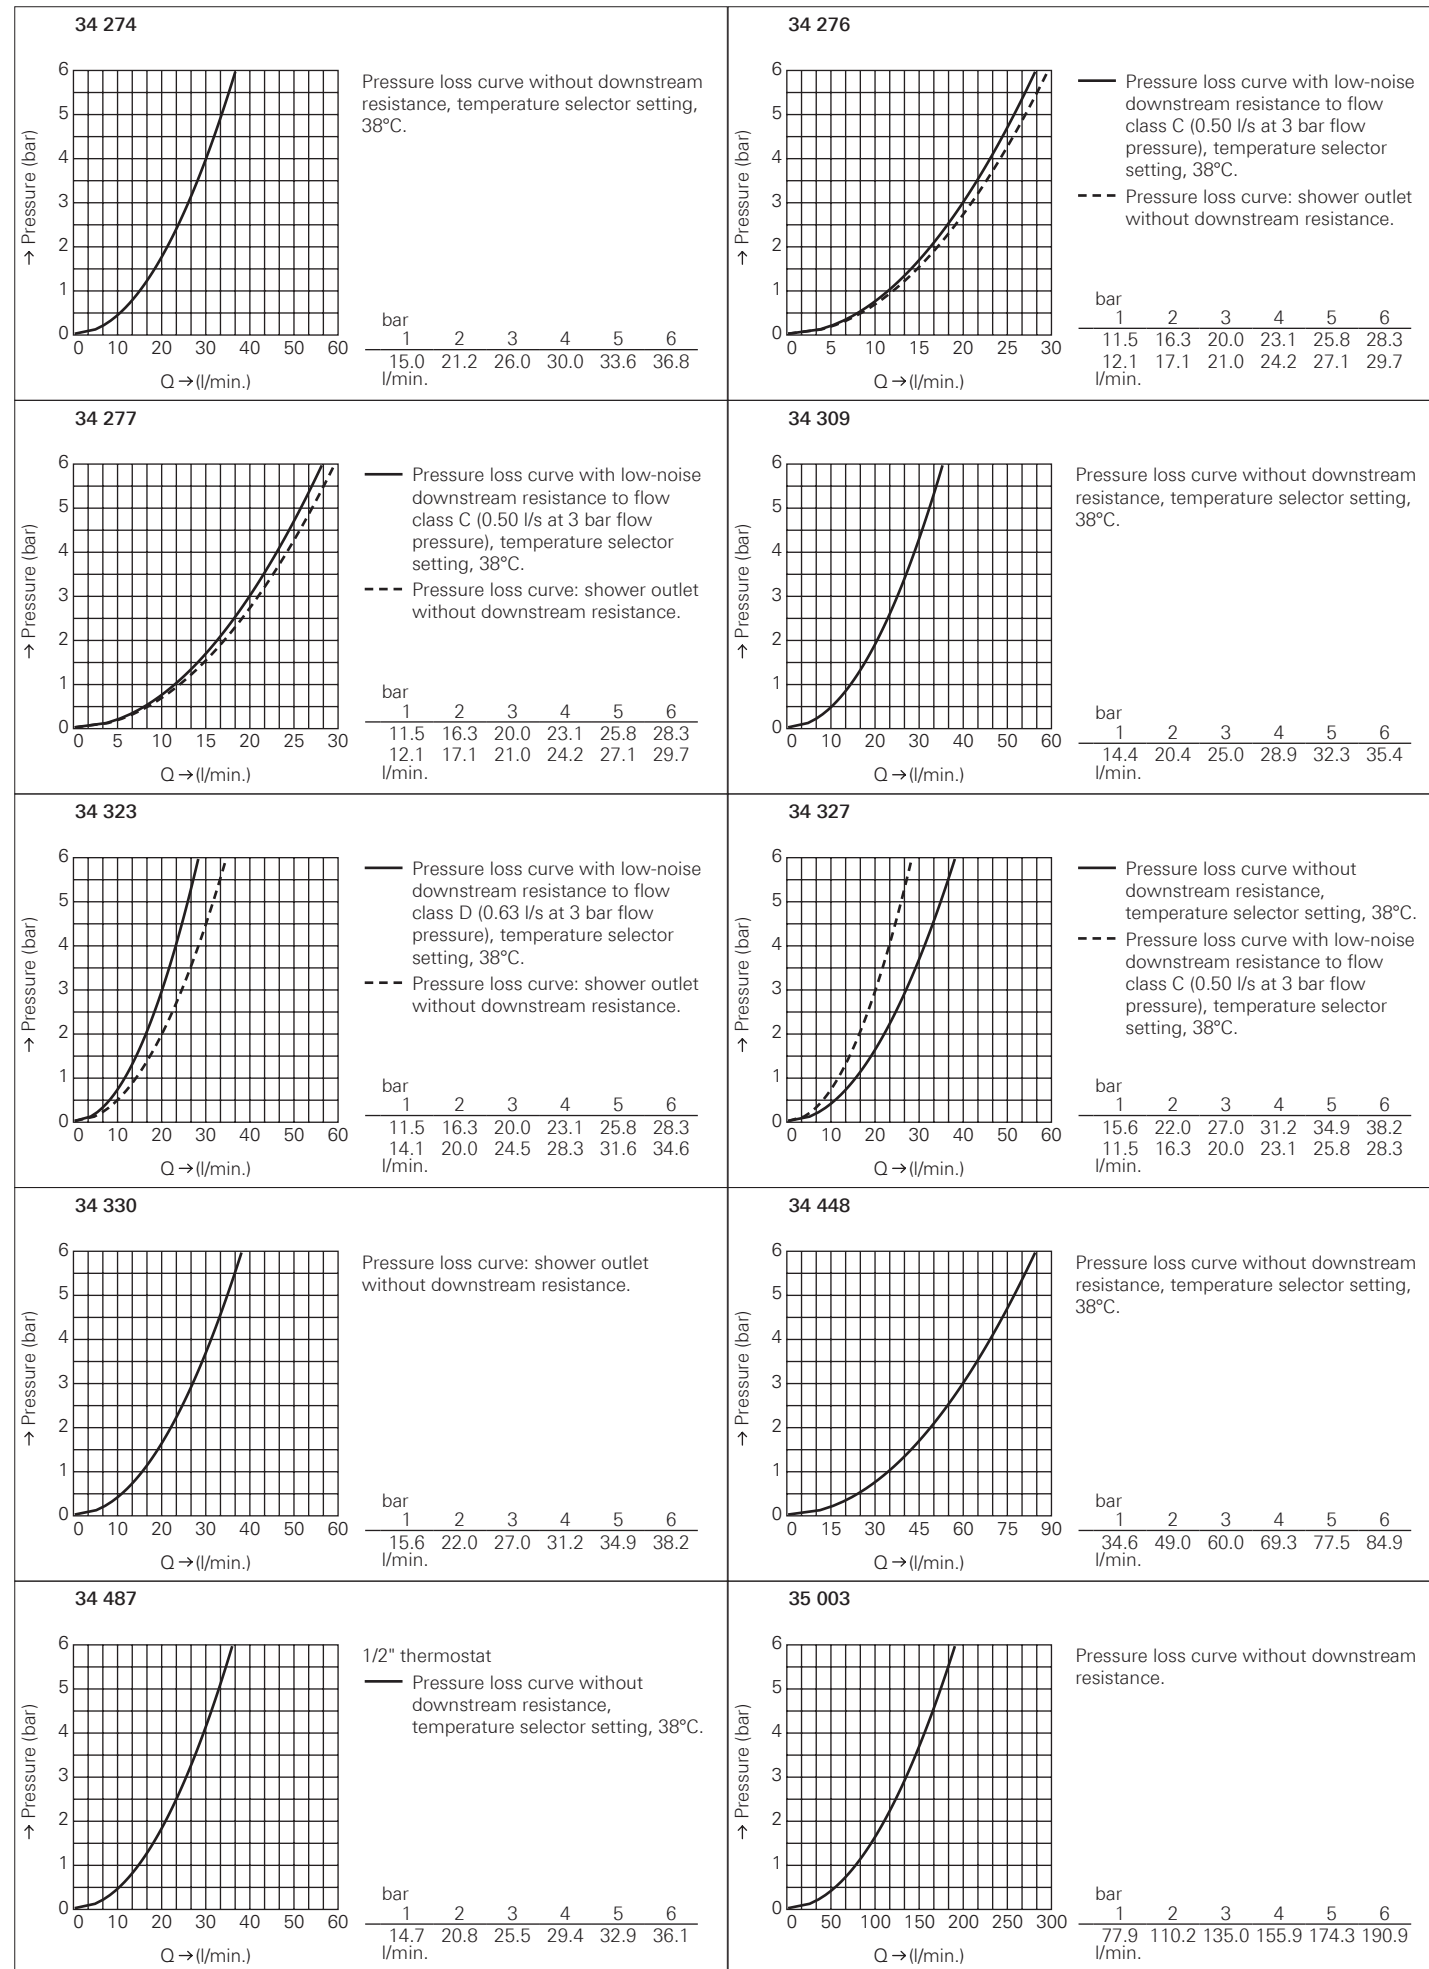 34 274
6
5
4
3
2
1
0
→ Pressure (bar)
0 10 20 30 40 50 60
Q → (l/min.)
Pressure loss curve without downstream
resistance, temperature selector setting,
38°C.
bar
1 2 3 4 5 6
15.0 21.2 26.0 30.0 33.6 36.8
l/min.
34 276
6
5
4
3
2
1
0
→ Pressure (bar)
0 5 10 15 20 25 30
Q → (l/min.)
Pressure loss curve with low-noise
downstream resistance to flow
class C (0.50 l/s at 3 bar flow
pressure), temperature selector
setting, 38°C.
Pressure loss curve: shower outlet
without downstream resistance.
bar
1 2 3 4 5 6
11.5 16.3 20.0 23.1 25.8 28.3
12.1 17.1 21.0 24.2 27.1 29.7
l/min.
34 277
6
5
4
3
2
1
0
→ Pressure (bar)
0 5 10 15 20 25 30
Q → (l/min.)
Pressure loss curve with low-noise
downstream resistance to flow
class C (0.50 l/s at 3 bar flow
pressure), temperature selector
setting, 38°C.
Pressure loss curve: shower outlet
without downstream resistance.
bar
1 2 3 4 5 6
11.5 16.3 20.0 23.1 25.8 28.3
12.1 17.1 21.0 24.2 27.1 29.7
l/min.
34 309
6
5
4
3
2
1
0
→ Pressure (bar)
0 10 20 30 40 50 60
Q → (l/min.)
Pressure loss curve without downstream
resistance, temperature selector setting,
38°C.
bar
1 2 3 4 5 6
14.4 20.4 25.0 28.9 32.3 35.4
l/min.
34 323
6
5
4
3
2
1
0
→ Pressure (bar)
0 10 20 30 40 50 60
Q → (l/min.)
Pressure loss curve with low-noise
downstream resistance to flow
class D (0.63 l/s at 3 bar flow
pressure), temperature selector
setting, 38°C.
Pressure loss curve: shower outlet
without downstream resistance.
bar
1 2 3 4 5 6
11.5 16.3 20.0 23.1 25.8 28.3
14.1 20.0 24.5 28.3 31.6 34.6
l/min.
34 327
6
5
4
3
2
1
0
→ Pressure (bar)
0 10 20 30 40 50 60
Q → (l/min.)
Pressure loss curve without
downstream resistance,
temperature selector setting, 38°C.
Pressure loss curve with low-noise
downstream resistance to flow
class C (0.50 l/s at 3 bar flow
pressure), temperature selector
setting, 38°C.
bar
1 2 3 4 5 6
15.6 22.0 27.0 31.2 34.9 38.2
11.5 16.3 20.0 23.1 25.8 28.3
l/min.
34 330
6
5
4
3
2
1
0
→ Pressure (bar)
0 10 20 30 40 50 60
Q → (l/min.)
Pressure loss curve: shower outlet
without downstream resistance.
bar
1 2 3 4 5 6
15.6 22.0 27.0 31.2 34.9 38.2
l/min.
34 448
6
5
4
3
2
1
0
→ Pressure (bar)
0 15 30 45 60 75 90
Q → (l/min.)
Pressure loss curve without downstream
resistance, temperature selector setting,
38°C.
bar
1 2 3 4 5 6
34.6 49.0 60.0 69.3 77.5 84.9
l/min.
34 487
6
5
4
3
2
1
0
→ Pressure (bar)
0 10 20 30 40 50 60
Q → (l/min.)
1/2" thermostat
Pressure loss curve without
downstream resistance,
temperature selector setting, 38°C.
bar
1 2 3 4 5 6
14.7 20.8 25.5 29.4 32.9 36.1
l/min.
35 003
6
5
4
3
2
1
0
→ Pressure (bar)
0 50 100 150 200 250 300
Q → (l/min.)
Pressure loss curve without downstream
resistance.
bar
1 2 3 4 5 6
77.9 110.2 135.0 155.9 174.3 190.9
l/min.